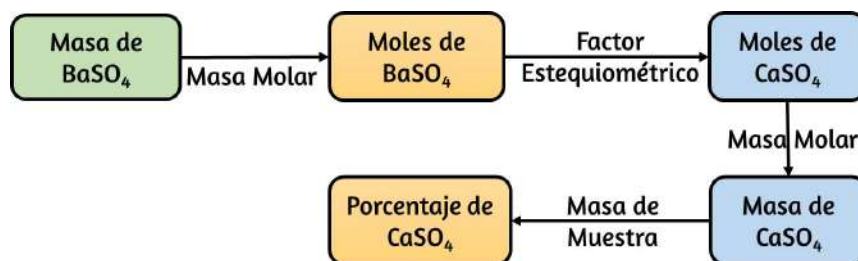 Masa de
BaSO₄
Masa Molar
Moles de
BaSO₄
Factor
Estequiométrico
Moles de
CaSO₄
Masa Molar
Porcentaje de
CaSO₄
Masa de
Muestra
Masa de
CaSO₄